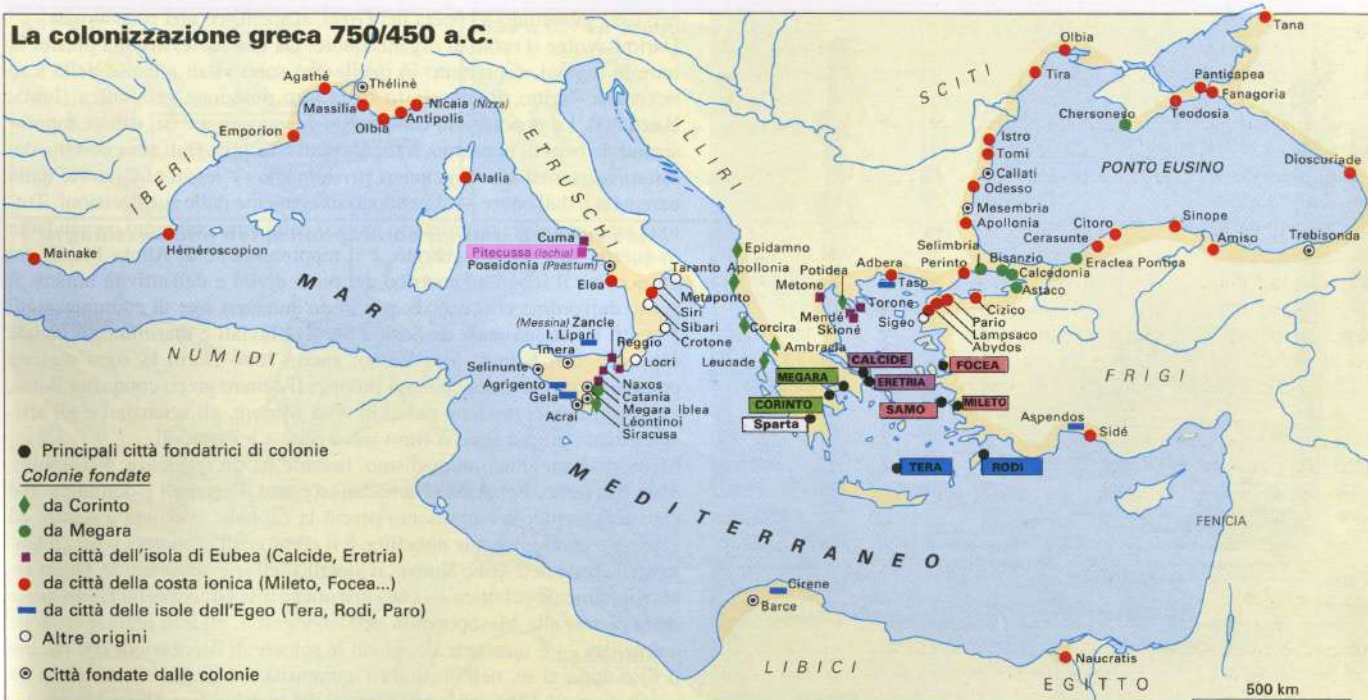 La colonizzazione greca 750/450 a.C.
Tana
Olbia
Tira
SCITI
Panticapea
Fanagoria
Teodosia
Chersoneso
Agathé
Théliné
Massilia
Nicaia (Nizza)
Olbia
Antipolis
Emporion
ETRUSCHI
ILLIRI
IBERI
Alalia
Istro
Tomi
Callati
Odesso
Mesembria
Apollonia
PONTO EUSINO
Dioscuriade
Mainake
Héméroscopion
Cuma
Pitecussa (Ischia)
Poseidonia (Paestum)
Elea
Epidamno
Taranto
Apollonia
Metaponto
Siri
Sibari
Crotone
Locri
Selimbria
Bisanzio
Perinto
Calcedonia
Astaco
Citoro
Cerasunte
Eraclea Pontica
Sinope
Amiso
Trebisonda
Potidea
Metone
Adbera
Taso
Torone
Mendé
Skioné
Sigeo
Cizico
Pario
Lampsaco
Abydos
MAR
NUMIDI
(Messina) Zancle
I. Lipari
Imera
Reggio
Selinunte
Agrigento
Gela
Acrai
Naxos
Catania
Megara Iblea
Léontinoi
Siracusa
Corcira
Ambracia
Leucade
CALCIDE
MEGARA
ERETRIA
CORINTO
Sparta
FOCEA
SAMO
MILETO
FRIGI
Aspendos
Sidé
TERA
RODI
MEDITERRANEO
FENICIA
Cirene
Barce
LIBICI
Naucratis
EGITTO
500 km
Principali città fondatrici di colonie
Colonie fondate
da Corinto
da Megara
da città dell'isola di Eubea (Calcide, Eretria)
da città della costa ionica (Mileto, Focea...)
da città delle isole dell'Egeo (Tera, Rodi, Paro)
Altre origini
Città fondate dalle colonie